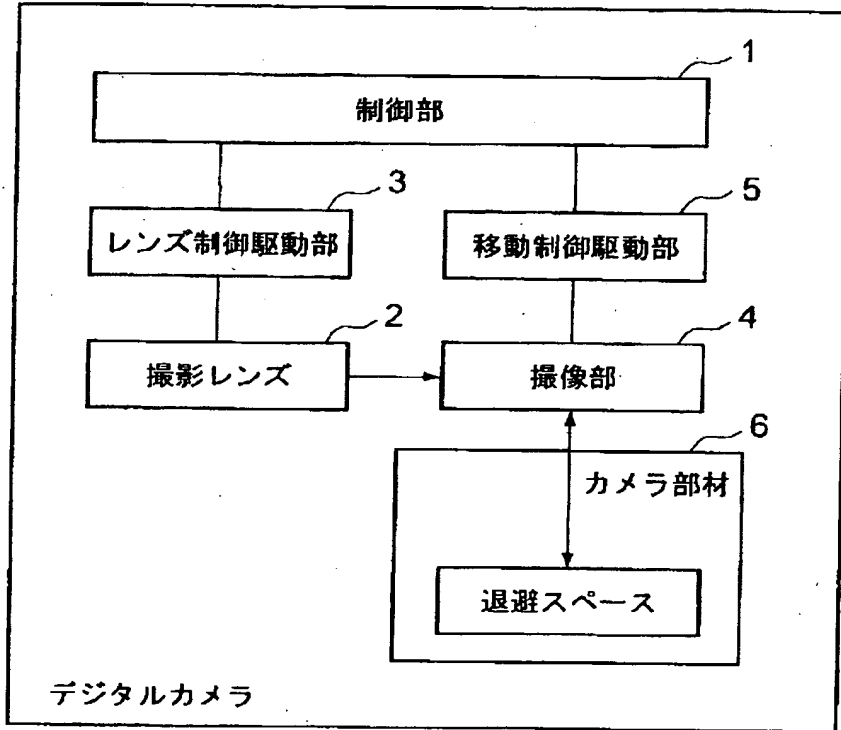 1
制御部
3
5
レンズ制御駆動部
移動制御駆動部
2
4
撮影レンズ
撮像部
6
カメラ部材
退避スペース
デジタルカメラ